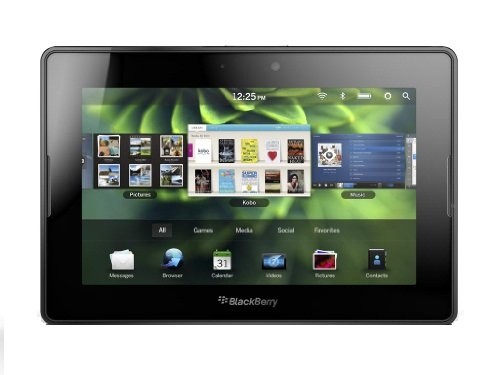 12:25 PM
kobo
SUPER
Pictures
Kobo
Music
All Games Media Social Favorites
31
Messages Browser Calendar Videos Pictures Contacts
BlackBerry